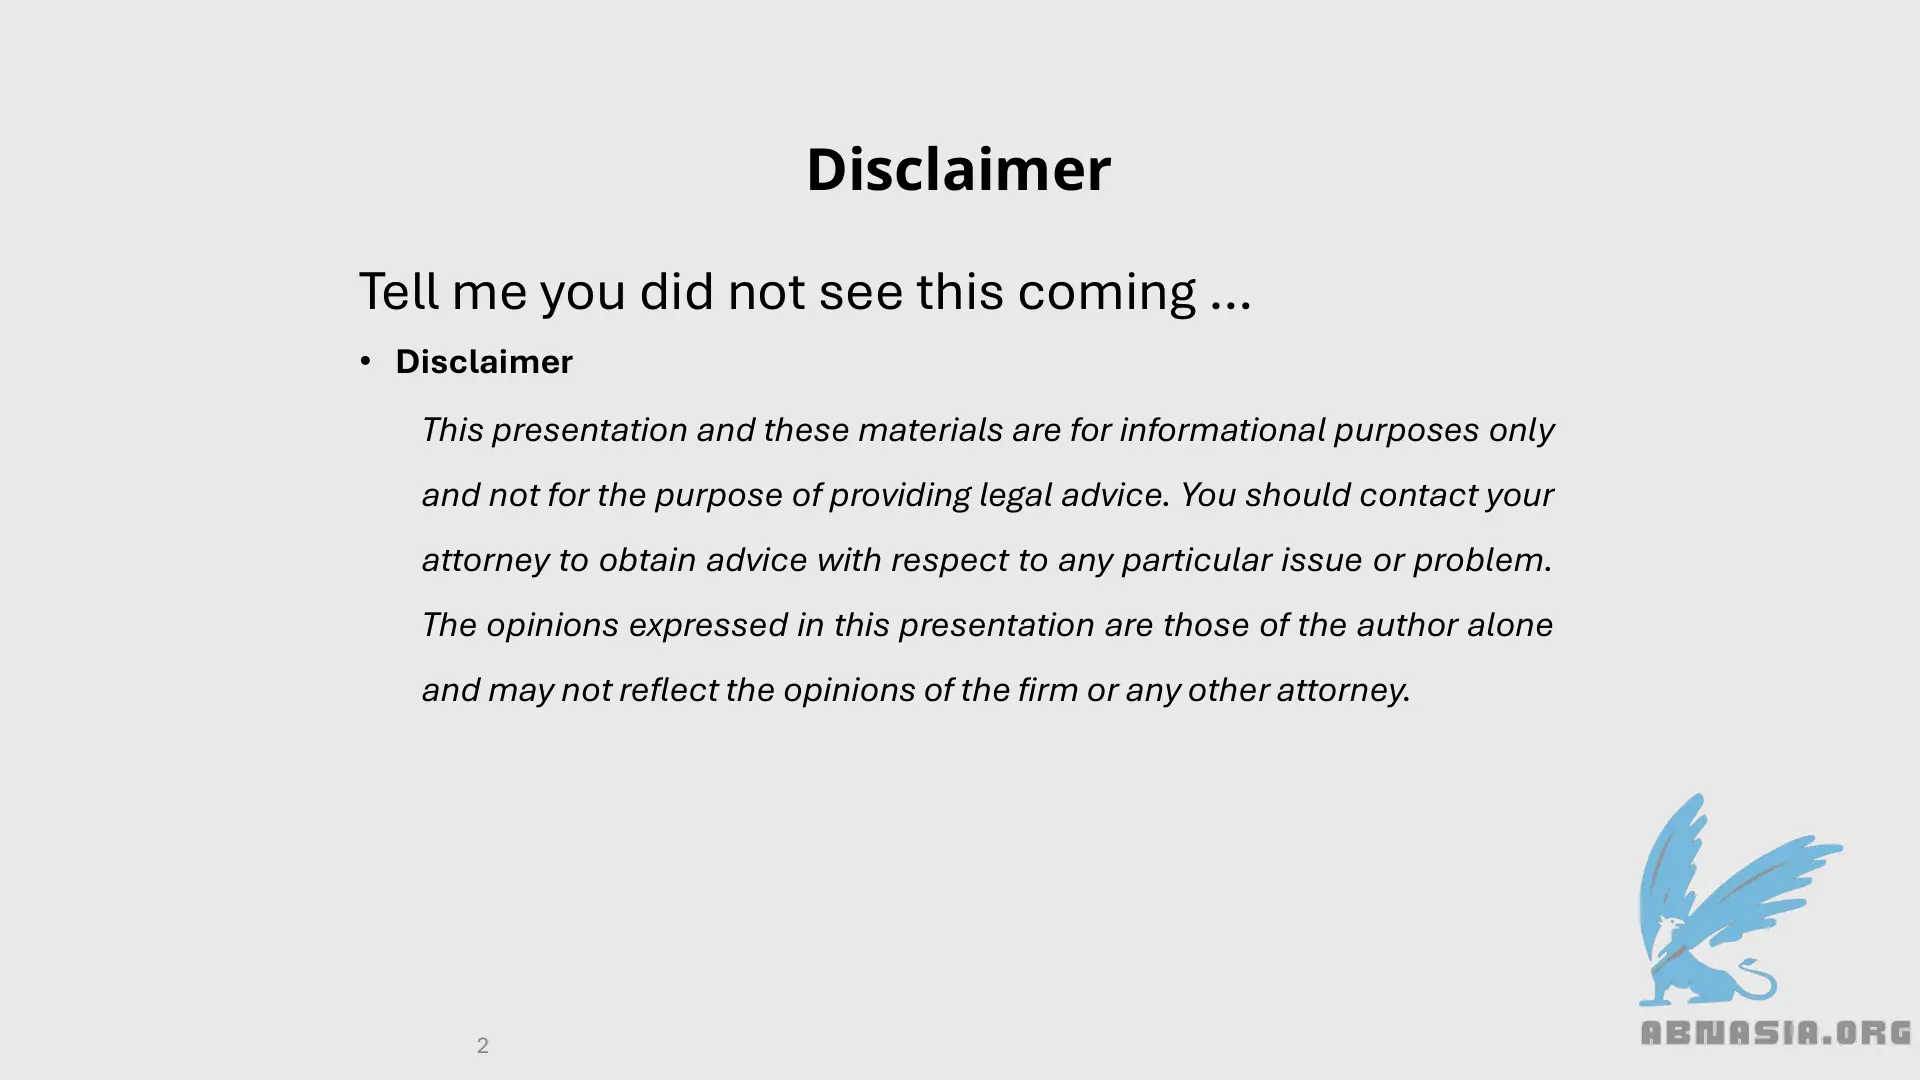 Disclaimer
Tell me you did not see this coming ...
• Disclaimer
This presentation and these materials are for informational purposes only
and not for the purpose of providing legal advice. You should contact your
attorney to obtain advice with respect to any particular issue or problem.
The opinions expressed in this presentation are those of the author alone
and may not reflect the opinions of the firm or any other attorney.
2
ABNASIA.ORG